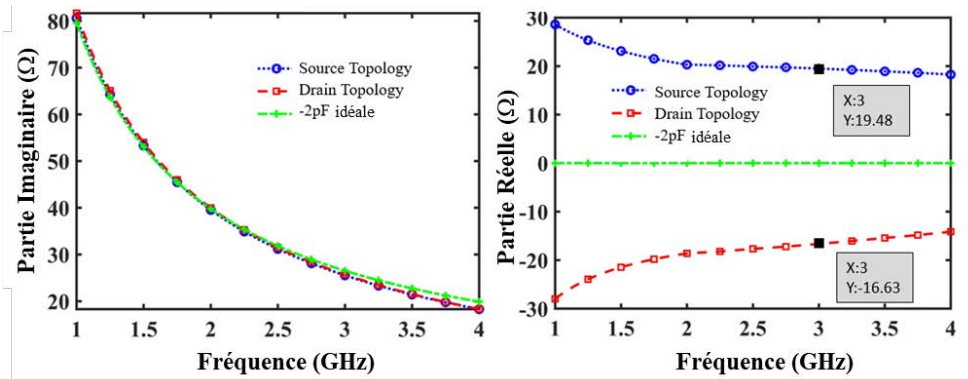 Partie Imaginaire (Ω)
80
70
60
50
40
30
20
Source Topology
Drain Topology
-2pF idéale
1
1.5
2
2.5
3
3.5
4
Fréquence (GHz)
Partie Réelle (Ω)
30
20
10
0
-10
-20
-30
Source Topology
Drain Topology
-2pF idéale
X:3
Y:19.48
X:3
Y:-16.63
1
1.5
2
2.5
3
3.5
4
Fréquence (GHz)